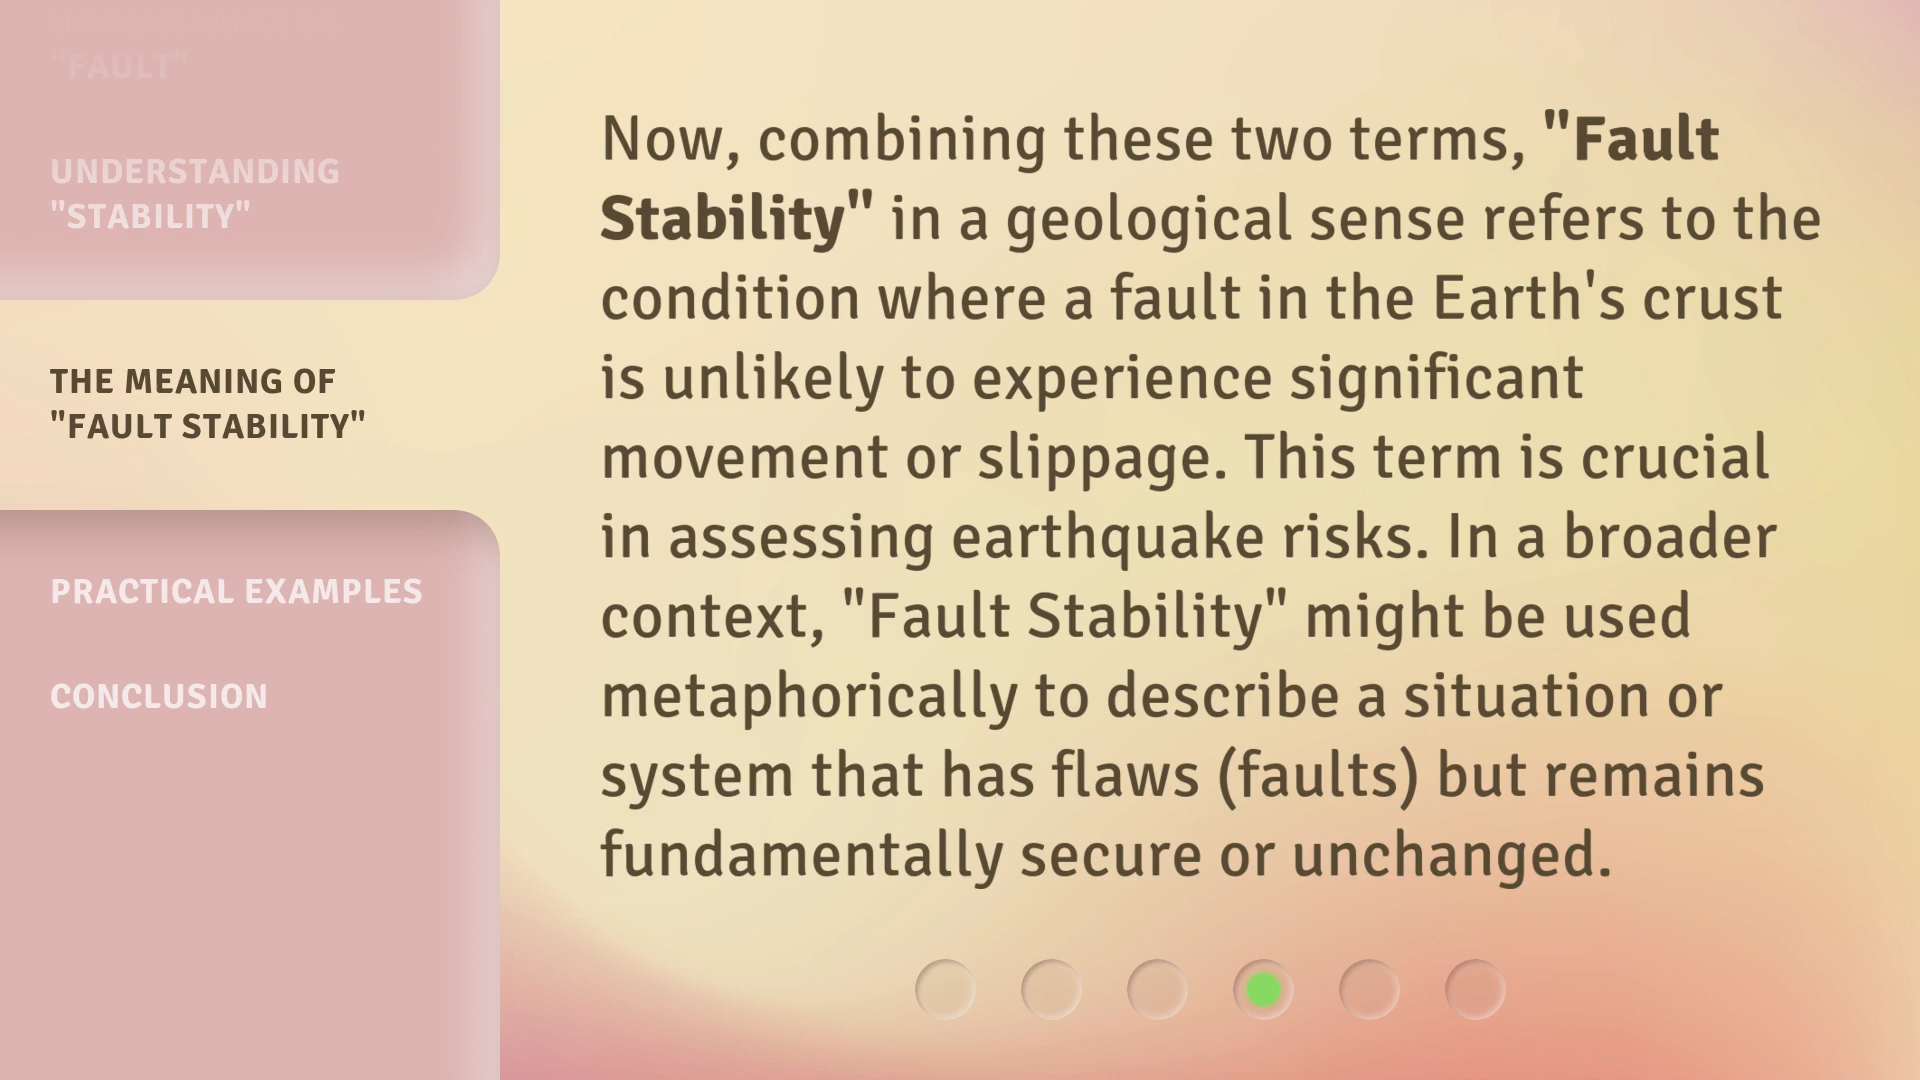 UNDERSTANDING
"FAULT"
UNDERSTANDING
"STABILITY"
THE MEANING OF
"FAULT STABILITY"
PRACTICAL EXAMPLES
CONCLUSION
Now, combining these two terms, "Fault
Stability" in a geological sense refers to the
condition where a fault in the Earth's crust
is unlikely to experience significant
movement or slippage. This term is crucial
in assessing earthquake risks. In a broader
context, "Fault Stability" might be used
metaphorically to describe a situation or
system that has flaws (faults) but remains
fundamentally secure or unchanged.